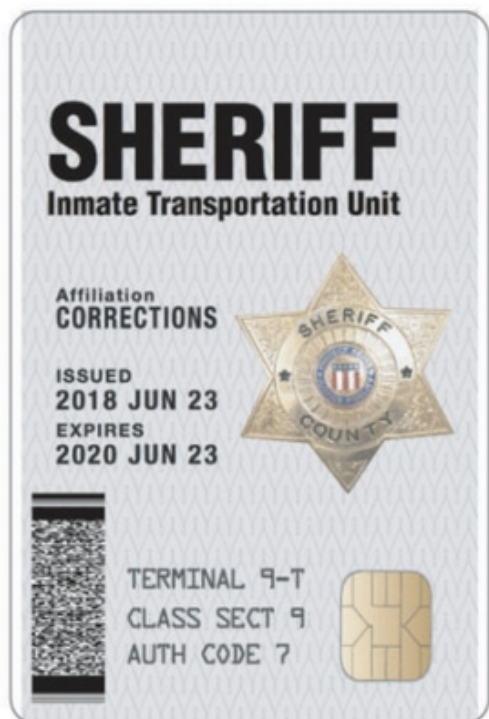 SHERIFF
Inmate Transportation Unit
Affiliation
CORRECTIONS
ISSUED
2018 JUN 23
EXPIRES
2020 JUN 23
SHERIFF
COUNTY
TERMINAL 9-T
CLASS SECT 9
AUTH CODE 7